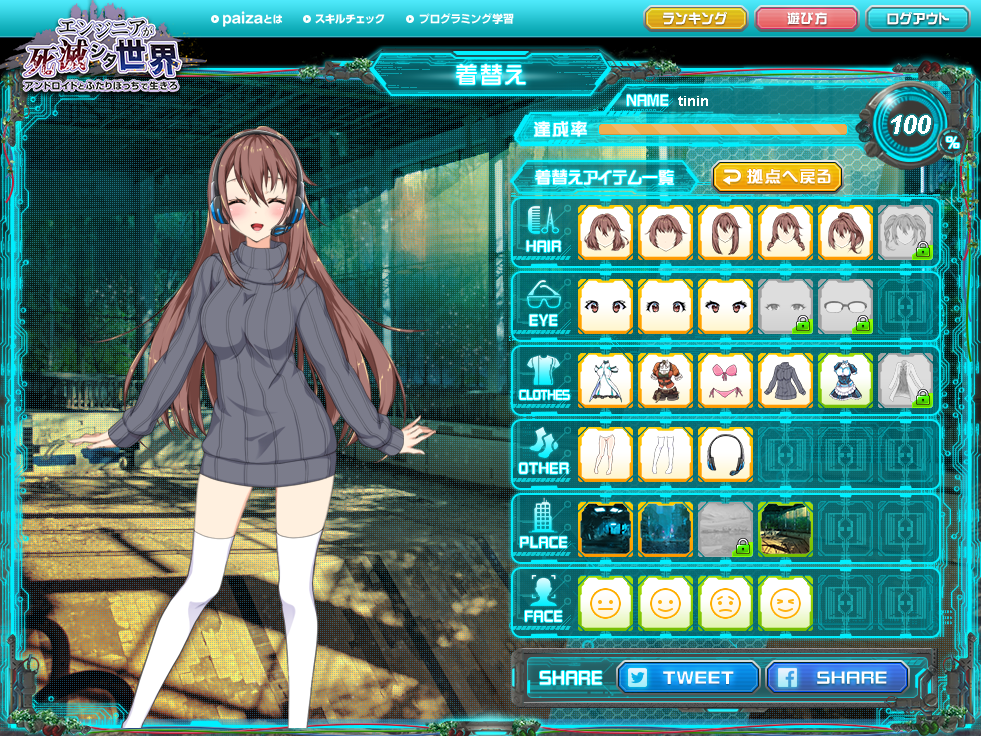 paizaとは
スキルチェック
プログラミング学習
ランキング
遊び方
ログアウト
エンジニアが
死滅シタ世界
アンドロイドとふたりぼっちで生きろ
着替え
NAME tinin
達成率
100 %
着替えアイテム一覧
拠点へ戻る
HAIR
EYE
CLOTHES
OTHER
PLACE
FACE
SHARE
TWEET
SHARE